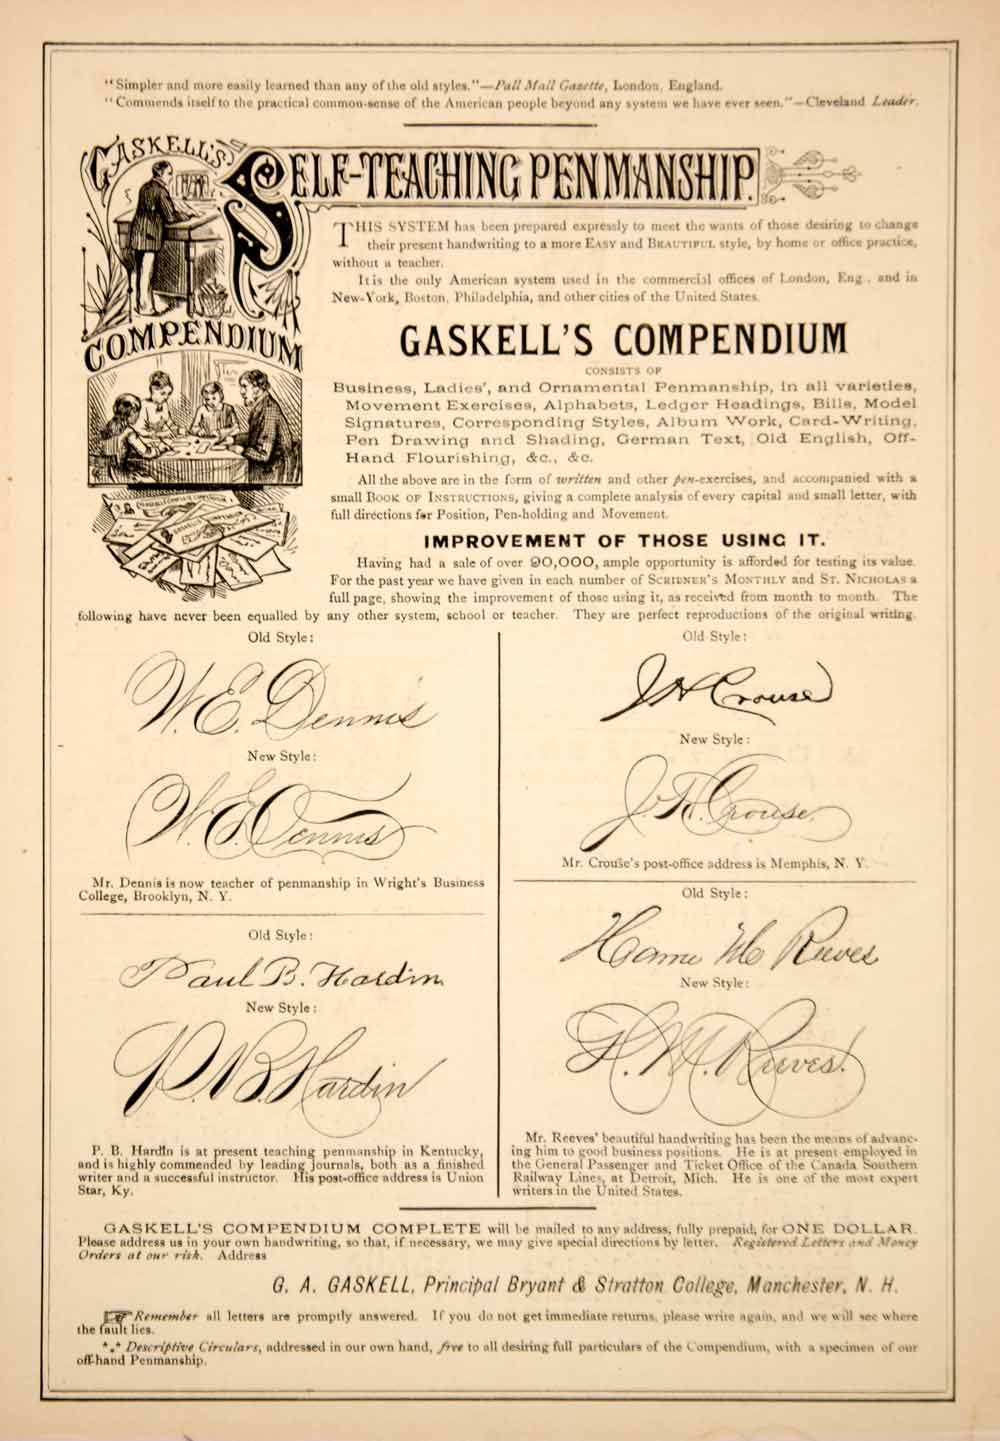 "Simpler and more easily learned than any of the old styles."—Pall Mall Gazette, London, England.
"Commends itself to the practical common-sense of the American people beyond any system we have ever seen."—Cleveland Leader.
GASKELL'S
COMPENDIUM
SELF-TEACHING PENMANSHIP.
THIS SYSTEM has been prepared expressly to meet the wants of those desiring to change
their present handwriting to a more EASY and BEAUTIFUL style, by home or office practice,
without a teacher.
It is the only American system used in the commercial offices of London, Eng., and in
New-York, Boston, Philadelphia, and other cities of the United States.
GASKELL'S COMPENDIUM
CONSISTS OF
Business, Ladies', and Ornamental Penmanship, in all varieties,
Movement Exercises, Alphabets, Ledger Headings, Bills, Model
Signatures, Corresponding Styles, Album Work, Card-Writing,
Pen Drawing and Shading, German Text, Old English, Off-
Hand Flourishing, &c., &c.
All the above are in the form of written and other pen-exercises, and accompanied with a
small BOOK OF INSTRUCTIONS, giving a complete analysis of every capital and small letter, with
full directions for Position, Pen-holding and Movement.
IMPROVEMENT OF THOSE USING IT.
Having had a sale of over 90,000, ample opportunity is afforded for testing its value.
For the past year we have given in each number of SCRIBNER'S MONTHLY and ST. NICHOLAS a
full page, showing the improvement of those using it, as received from month to month. The
following have never been equalled by any other system, school or teacher. They are perfect reproductions of the original writing.
Old Style:
W. E. Dennis
New Style:
W. E. Dennis
Mr. Dennis is now teacher of penmanship in Wright's Business
College, Brooklyn, N. Y.
Old Style:
Paul B. Hardin
New Style:
P. B. Hardin
P. B. Hardin is at present teaching penmanship in Kentucky,
and is highly commended by leading journals, both as a finished
writer and a successful instructor. His post-office address is Union
Star, Ky.
Old Style:
J H Crouse
New Style:
J. H. Crouse.
Mr. Crouse's post-office address is Memphis, N. Y.
Old Style:
Reeves
New Style:
H. M. Reeves.
Mr. Reeves' beautiful handwriting has been the means of advanc-
ing him to good business positions. He is at present employed in
the General Passenger and Ticket Office of the Canada Southern
Railway Lines, at Detroit, Mich. He is one of the most expert
writers in the United States.
GASKELL'S COMPENDIUM COMPLETE will be mailed to any address, fully prepaid, for ONE DOLLAR.
Please address us in your own handwriting, so that, if necessary, we may give special directions by letter. Registered Letters and Money
Orders at our risk. Address
G. A. GASKELL, Principal Bryant & Stratton College, Manchester, N. H.
☞ Remember all letters are promptly answered. If you do not get immediate returns, please write again, and we will see where
the fault lies.
*.* Descriptive Circulars, addressed in our own hand, free to all desiring full particulars of the Compendium, with a specimen of our
off-hand Penmanship.